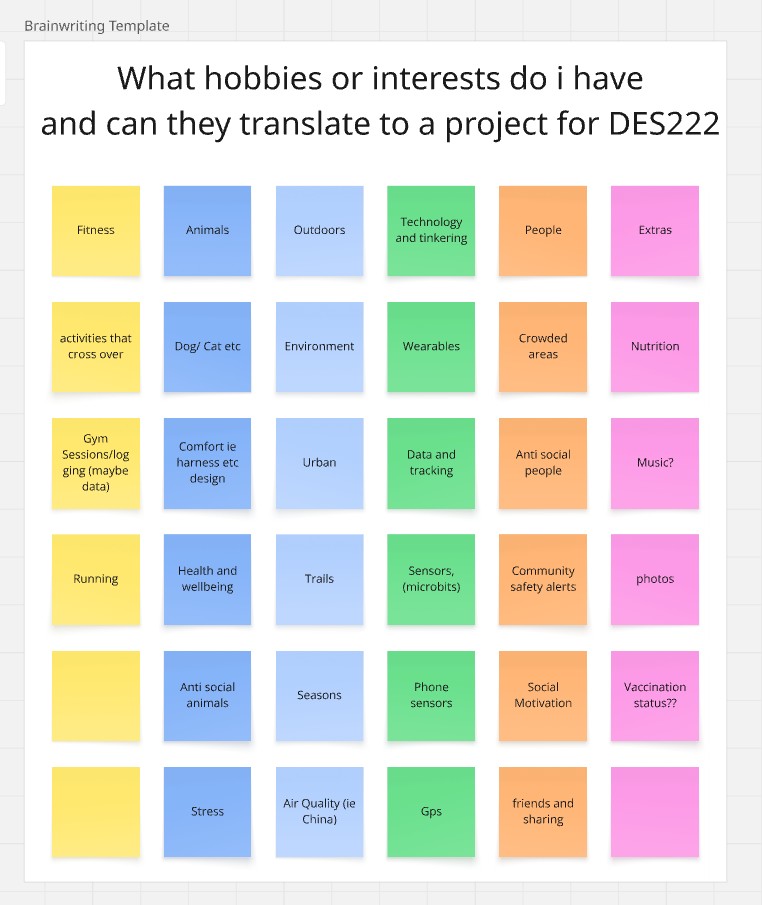 Brainwriting Template
What hobbies or interests do i have
and can they translate to a project for DES222
Fitness
Animals
Outdoors
Technology
and tinkering
People
Extras
activities that
cross over
Dog/ Cat etc
Environment
Wearables
Crowded
areas
Nutrition
Gym
Sessions/log
ging (maybe
data)
Comfort ie
harness etc
design
Urban
Data and
tracking
Anti social
people
Music?
Running
Health and
wellbeing
Trails
Sensors,
(microbits)
Community
safety alerts
photos
Anti social
animals
Seasons
Phone
sensors
Social
Motivation
Vaccination
status??
Stress
Air Quality (ie
China)
Gps
friends and
sharing